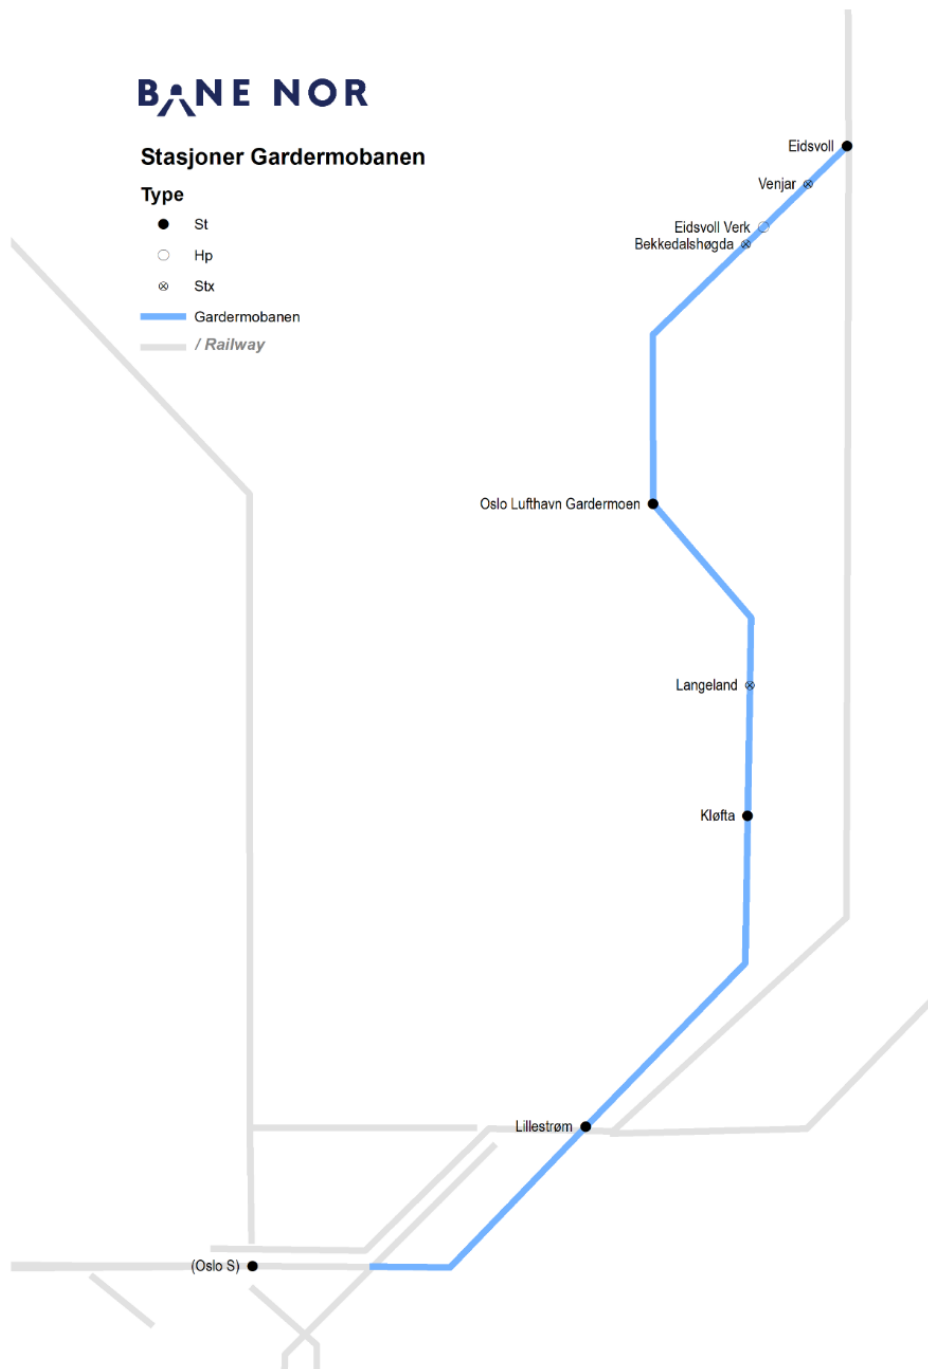 BANE NOR
Stasjoner Gardermobanen
Type
St
Hp
Stx
Gardermobanen
/ Railway
Eidsvoll
Venjar
Eidsvoll Verk
Bekkedalshøgda
Oslo Lufthavn Gardermoen
Langeland
Kløfta
Lillestrøm
(Oslo S)